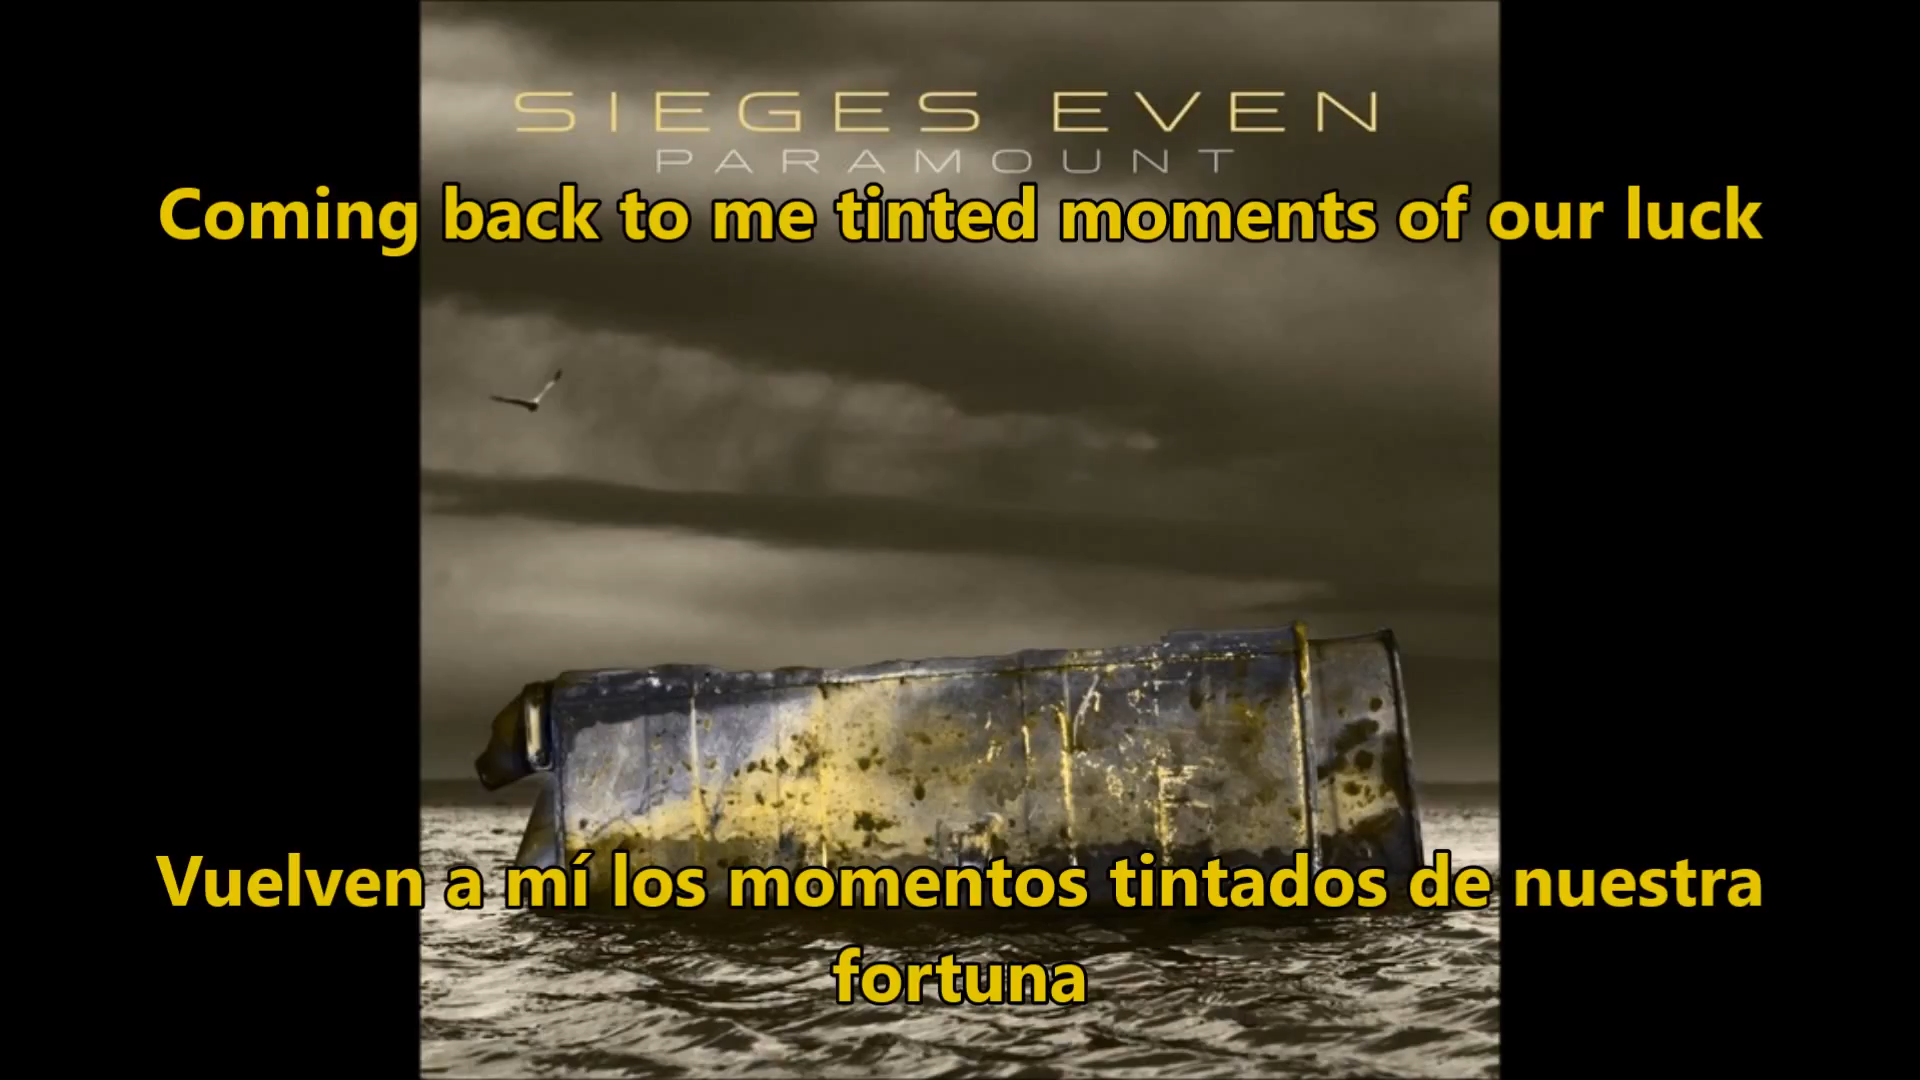 SIEGES EVEN
PARAMOUNT
Coming back to me tinted moments of our luck
Vuelven a mí los momentos tintados de nuestra
fortuna